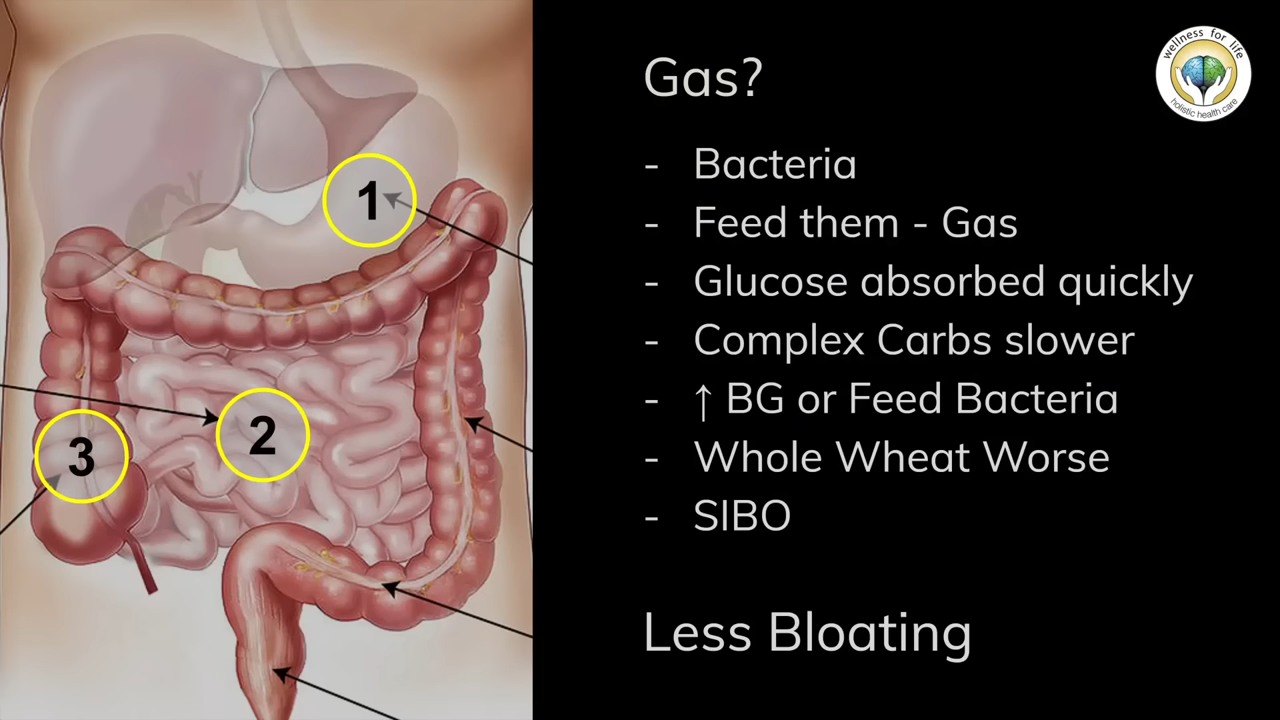 1
2
3
Gas?
- Bacteria
- Feed them - Gas
- Glucose absorbed quickly
- Complex Carbs slower
- ↑ BG or Feed Bacteria
- Whole Wheat Worse
- SIBO
Less Bloating
wellness for life
holistic health care